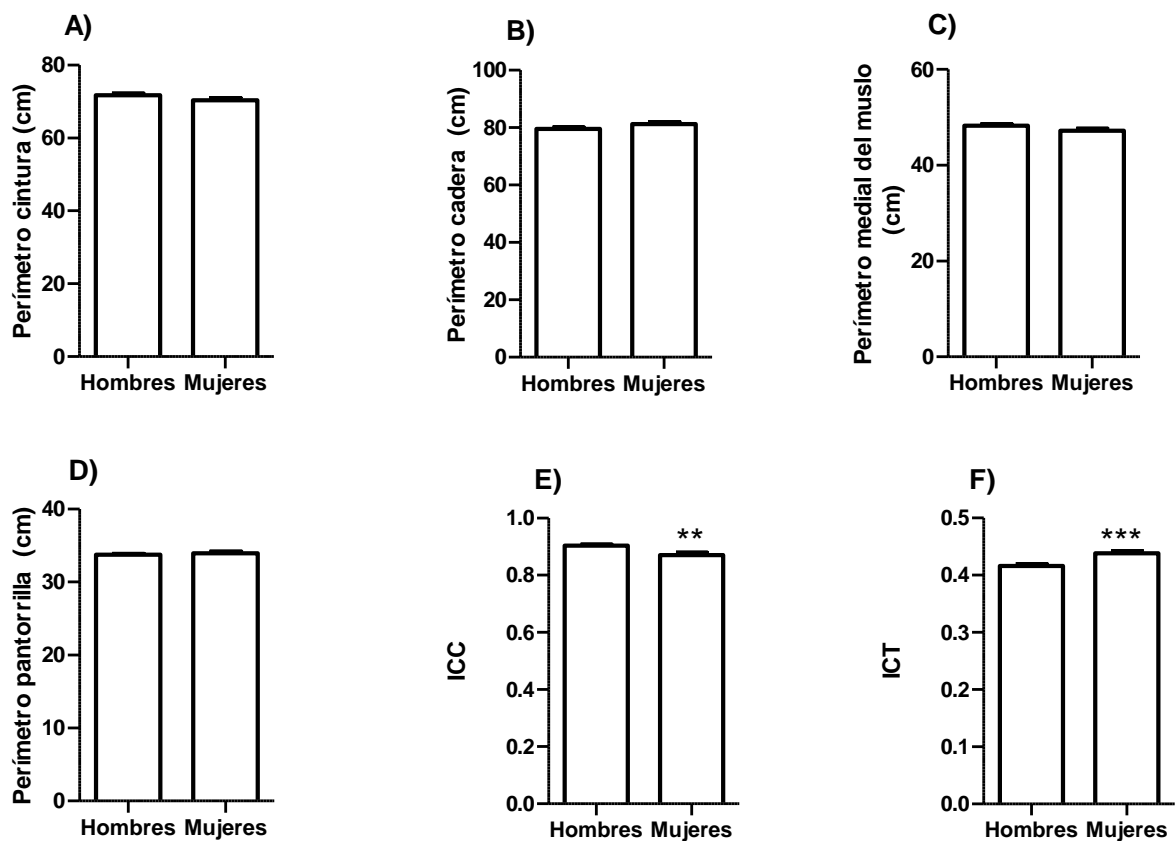 A)
Perímetro cintura (cm)
80
60
40
20
0
Hombres Mujeres
B)
Perímetro cadera (cm)
100
80
60
40
20
0
Hombres Mujeres
C)
Perímetro medial del muslo
(cm)
60
40
20
0
Hombres Mujeres
D)
Perímetro pantorrilla (cm)
40
30
20
10
0
Hombres Mujeres
E)
ICC
1.0
0.8
0.6
0.4
0.2
0.0
**
Hombres Mujeres
F)
ICT
0.5
0.4
0.3
0.2
0.1
0.0
***
Hombres Mujeres